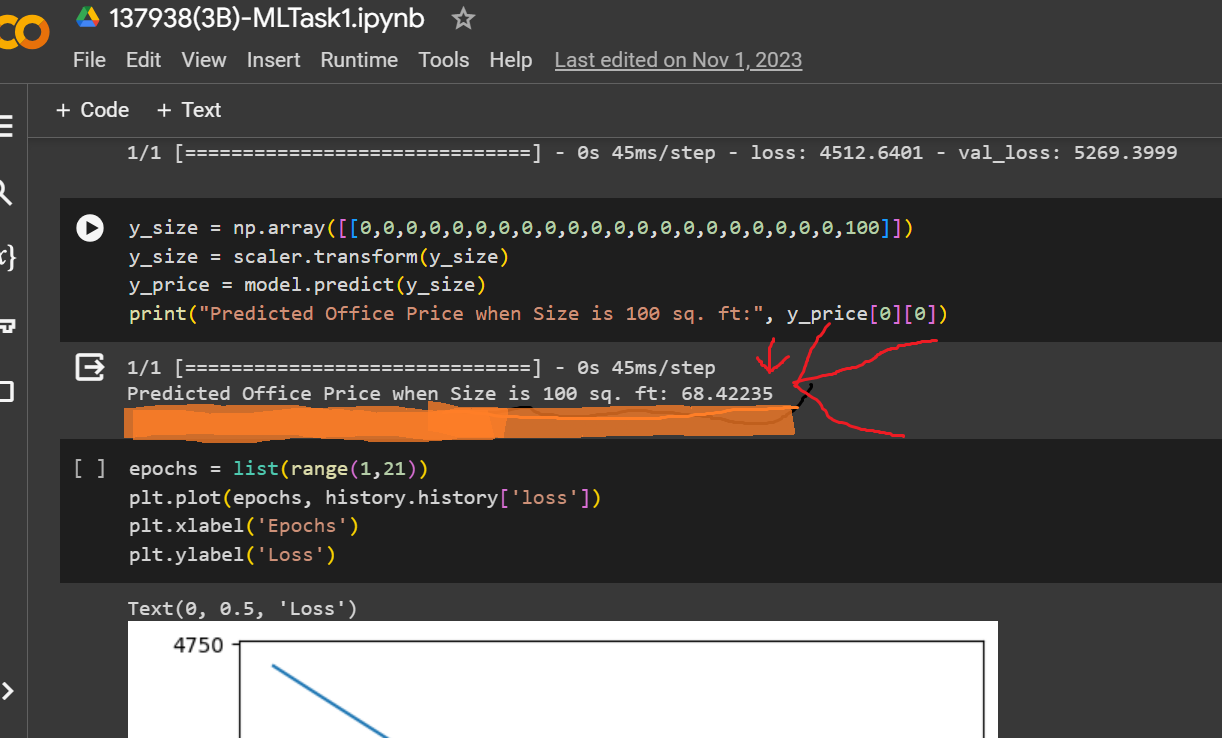 137938(3B)-MLTask1.ipynb
File Edit View Insert Runtime Tools Help Last edited on Nov 1, 2023
+ Code + Text
1/1 [==============================] - 0s 45ms/step - loss: 4512.6401 - val_loss: 5269.3999
y_size = np.array([[0,0,0,0,0,0,0,0,0,0,0,0,0,0,0,0,0,0,0,0,0,100]])
y_size = scaler.transform(y_size)
y_price = model.predict(y_size)
print("Predicted Office Price when Size is 100 sq. ft:", y_price[0][0])
1/1 [==============================] - 0s 45ms/step
Predicted Office Price when Size is 100 sq. ft: 68.42235
[ ] epochs = list(range(1,21))
plt.plot(epochs, history.history['loss'])
plt.xlabel('Epochs')
plt.ylabel('Loss')
Text(0, 0.5, 'Loss')
4750